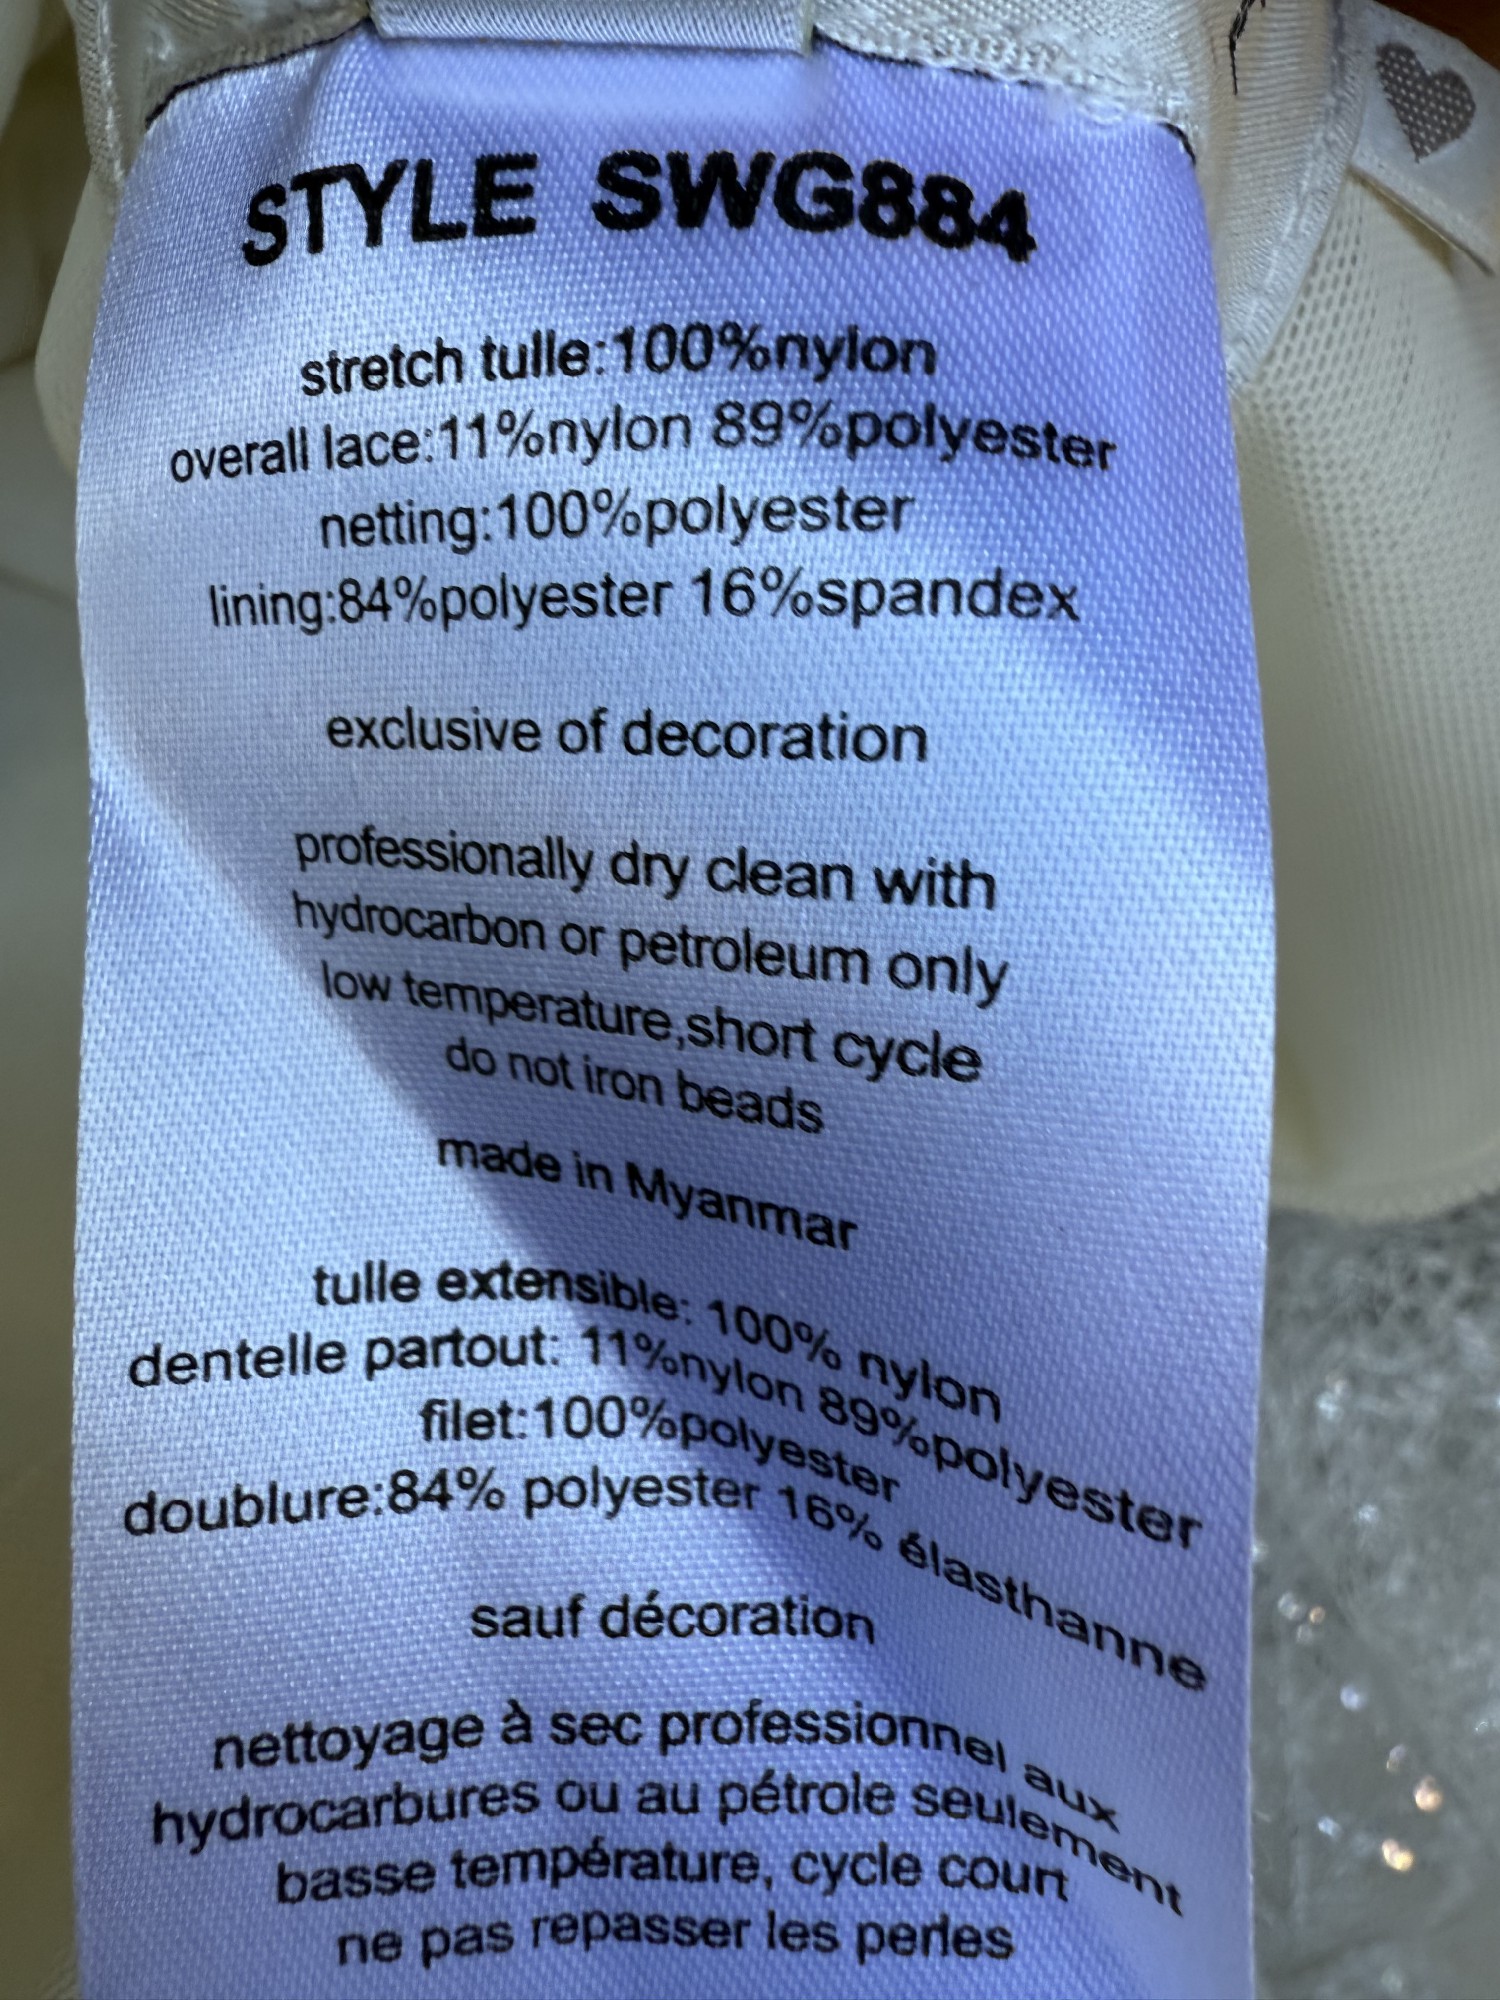 STYLE SWG884
stretch tulle:100%nylon
overall lace:11%nylon 89%polyester
netting:100%polyester
lining:84%polyester 16%spandex
exclusive of decoration
professionally dry clean with
hydrocarbon or petroleum only
low temperature,short cycle
do not iron beads
made in Myanmar
tulle extensible: 100% nylon
dentelle partout: 11%nylon 89%polyester
filet:100%polyester
doublure:84% polyester 16% élasthanne
sauf décoration
nettoyage à sec professionnel aux
hydrocarbures ou au pétrole seulement
basse température, cycle court
ne pas repasser les perles